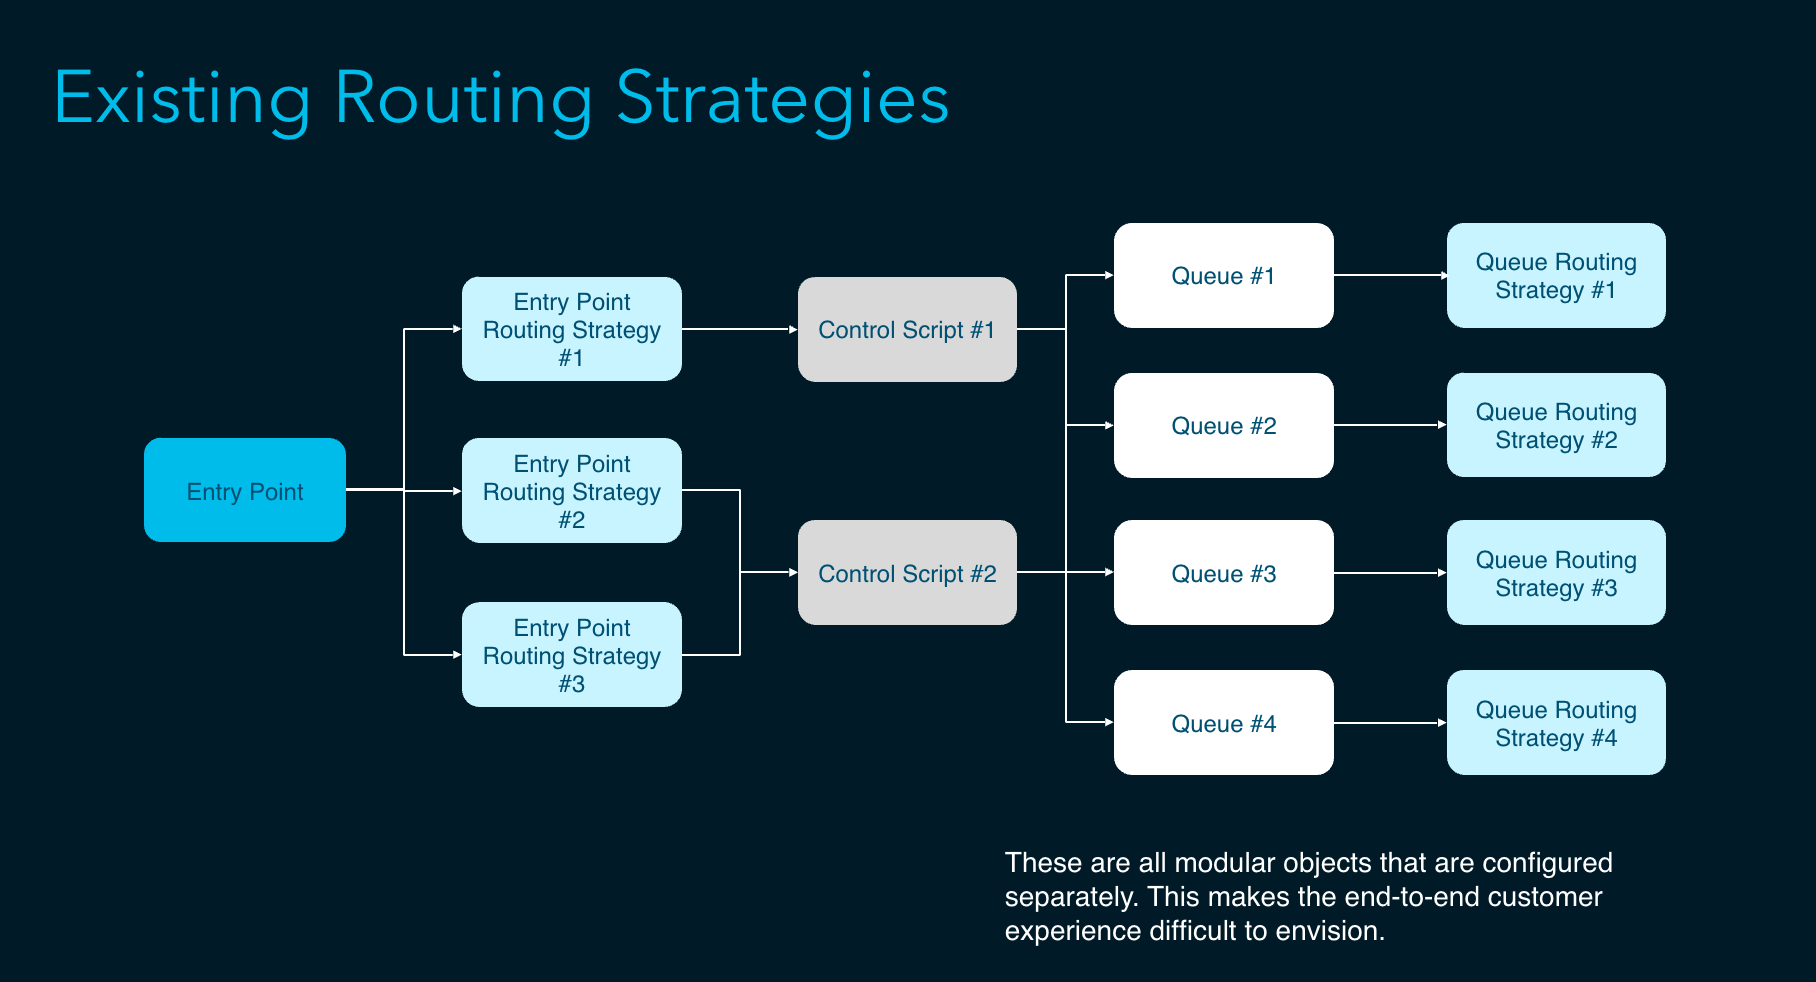 Existing Routing Strategies
Entry Point
Entry Point
Routing Strategy
#1
Entry Point
Routing Strategy
#2
Entry Point
Routing Strategy
#3
Control Script #1
Control Script #2
Queue #1
Queue #2
Queue #3
Queue #4
Queue Routing
Strategy #1
Queue Routing
Strategy #2
Queue Routing
Strategy #3
Queue Routing
Strategy #4
These are all modular objects that are configured
separately. This makes the end-to-end customer
experience difficult to envision.